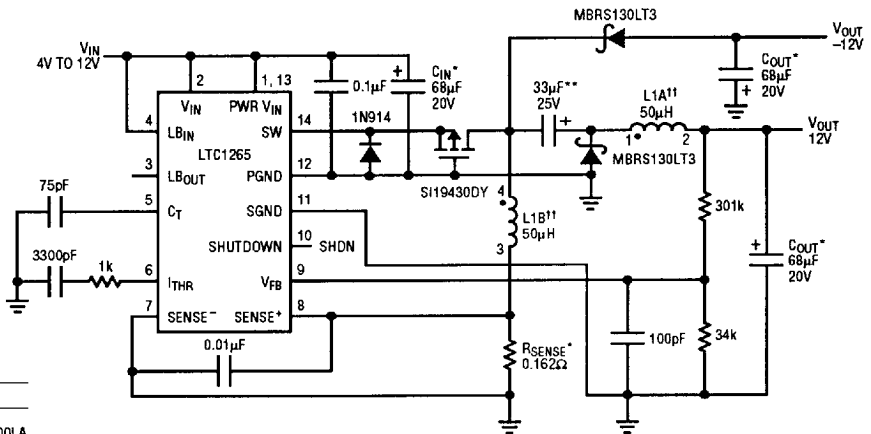 MBRS130LT3
VIN
4V TO 12V
VOUT
–12V
2
1, 13
0.1µF
CIN*
68µF
20V
33µF**
25V
COUT*
68µF
20V
VIN
PWR VIN
4
LBIN
SW
14
1N914
L1A††
50µH
1
2
VOUT
12V
LTC1265
3
LBOUT
PGND
12
MBRS130LT3
SI19430DY
75pF
5
CT
SGND
11
4
L1B††
50µH
3
301k
3300pF
1k
SHUTDOWN
10
SHDN
COUT*
68µF
20V
6
ITHR
VFB
9
7
SENSE–
SENSE+
8
0.01µF
RSENSE*
0.162Ω
100pF
34k